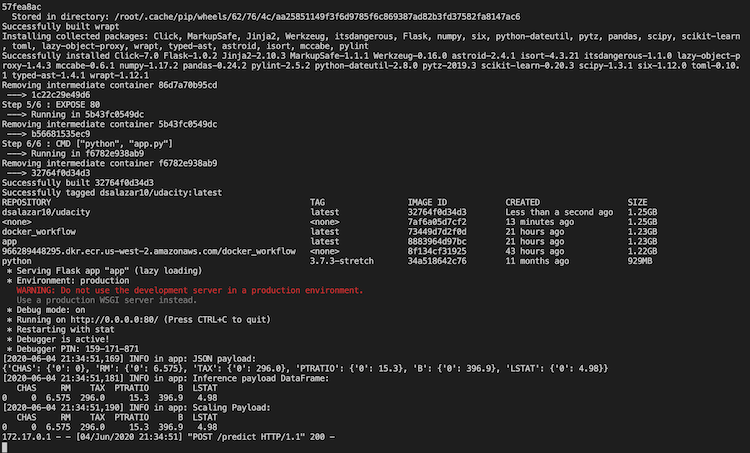 57fea8ac
Stored in directory: /root/.cache/pip/wheels/62/76/4c/aa25851149f3f6d9785f6c869387ad82b3fd37582fa8147ac6
Successfully built wrapt
Installing collected packages: Click, MarkupSafe, Jinja2, Werkzeug, itsdangerous, Flask, numpy, six, python-dateutil, pytz, pandas, scipy, scikit-learn
, toml, lazy-object-proxy, wrapt, typed-ast, astroid, isort, mccabe, pylint
Successfully installed Click-7.0 Flask-1.0.2 Jinja2-2.10.3 MarkupSafe-1.1.1 Werkzeug-0.16.0 astroid-2.4.1 isort-4.3.21 itsdangerous-1.1.0 lazy-object-p
roxy-1.4.3 mccabe-0.6.1 numpy-1.17.2 pandas-0.24.2 pylint-2.5.2 python-dateutil-2.8.0 pytz-2019.3 scikit-learn-0.20.3 scipy-1.3.1 six-1.12.0 toml-0.10.
1 typed-ast-1.4.1 wrapt-1.12.1
Removing intermediate container 86d7a70b95cd
---> 1c22c29e49d6
Step 5/6 : EXPOSE 80
---> Running in 5b43fc0549dc
Removing intermediate container 5b43fc0549dc
---> b56681535ec9
Step 6/6 : CMD ["python", "app.py"]
---> Running in f6782e938ab9
Removing intermediate container f6782e938ab9
---> 32764f0d34d3
Successfully built 32764f0d34d3
Successfully tagged dsalazar10/udacity:latest
REPOSITORY TAG IMAGE ID CREATED SIZE
dsalazar10/udacity latest 32764f0d34d3 Less than a second ago 1.25GB
<none> <none> 7af6a05d7cf2 13 minutes ago 1.25GB
docker_workflow latest 73449d7d2f0d 21 hours ago 1.23GB
app latest 8883964d97bc 21 hours ago 1.23GB
966289448295.dkr.ecr.us-west-2.amazonaws.com/docker_workflow <none> 8f134cf31925 43 hours ago 1.22GB
python 3.7.3-stretch 34a518642c76 11 months ago 929MB
* Serving Flask app "app" (lazy loading)
* Environment: production
WARNING: Do not use the development server in a production environment.
Use a production WSGI server instead.
* Debug mode: on
* Running on http://0.0.0.0:80/ (Press CTRL+C to quit)
* Restarting with stat
* Debugger is active!
* Debugger PIN: 159-171-871
[2020-06-04 21:34:51,169] INFO in app: JSON payload:
{'CHAS': {'0': 0}, 'RM': {'0': 6.575}, 'TAX': {'0': 296.0}, 'PTRATIO': {'0': 15.3}, 'B': {'0': 396.9}, 'LSTAT': {'0': 4.98}}
[2020-06-04 21:34:51,181] INFO in app: Inference payload DataFrame:
CHAS RM TAX PTRATIO B LSTAT
0 0 6.575 296.0 15.3 396.9 4.98
[2020-06-04 21:34:51,190] INFO in app: Scaling Payload:
CHAS RM TAX PTRATIO B LSTAT
0 0 6.575 296.0 15.3 396.9 4.98
172.17.0.1 - - [04/Jun/2020 21:34:51] "POST /predict HTTP/1.1" 200 -